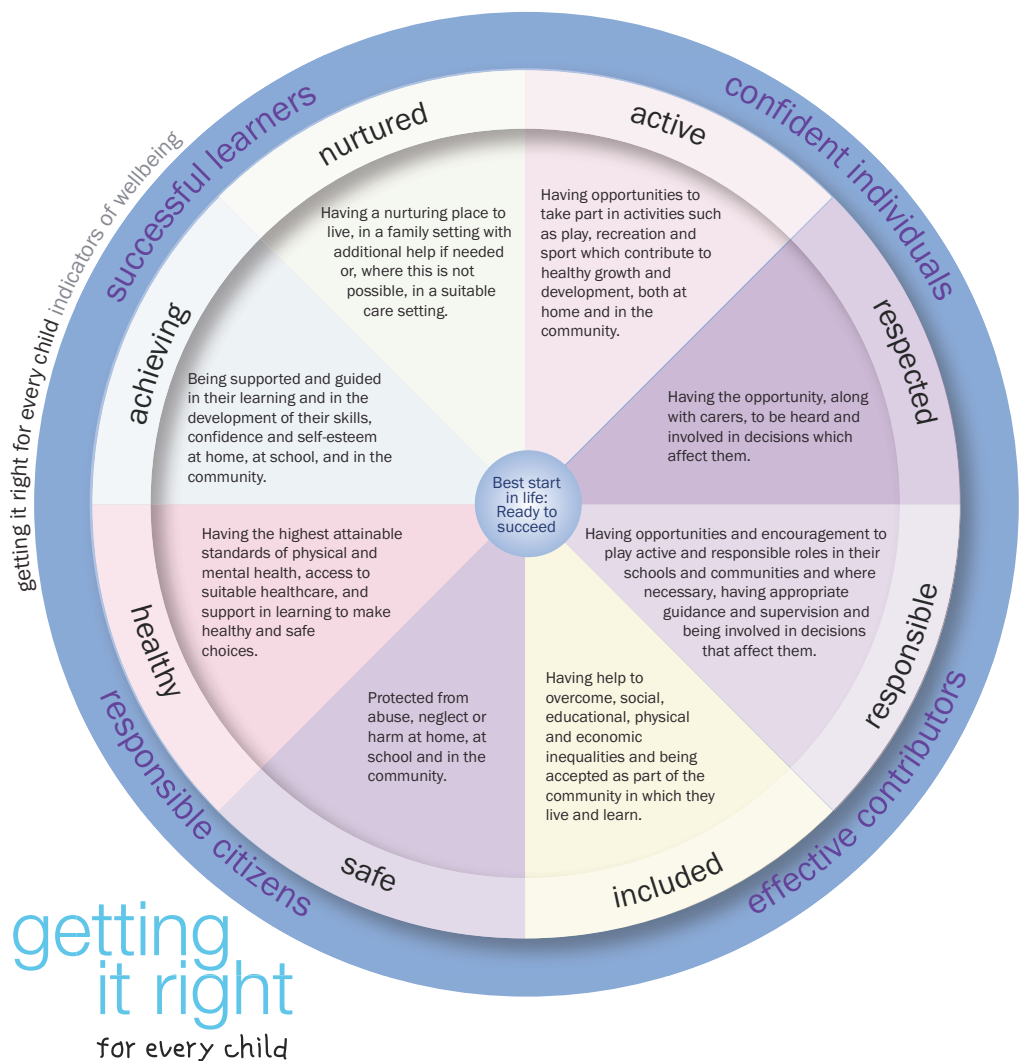 getting it right for every child indicators of wellbeing
successful learners
confident individuals
nurtured
Having a nurturing place to
live, in a family setting with
additional help if needed
or, where this is not
possible, in a suitable
care setting.
active
Having opportunities to
take part in activities such
as play, recreation and
sport which contribute to
healthy growth and
development, both at
home and in the
community.
achieving
Being supported and guided
in their learning and in the
development of their skills,
confidence and self-esteem
at home, at school, and in the
community.
respected
Having the opportunity, along
with carers, to be heard and
involved in decisions which
affect them.
Best start
in life:
Ready to
succeed
healthy
Having the highest attainable
standards of physical and
mental health, access to
suitable healthcare, and
support in learning to make
healthy and safe
choices.
responsible
Having opportunities and encouragement to
play active and responsible roles in their
schools and communities and where
necessary, having appropriate
guidance and supervision and
being involved in decisions
that affect them.
safe
Protected from
abuse, neglect or
harm at home, at
school and in the
community.
included
Having help to
overcome, social,
educational, physical
and economic
inequalities and being
accepted as part of the
community in which they
live and learn.
responsible citizens
effective contributors
getting
it right
for every child